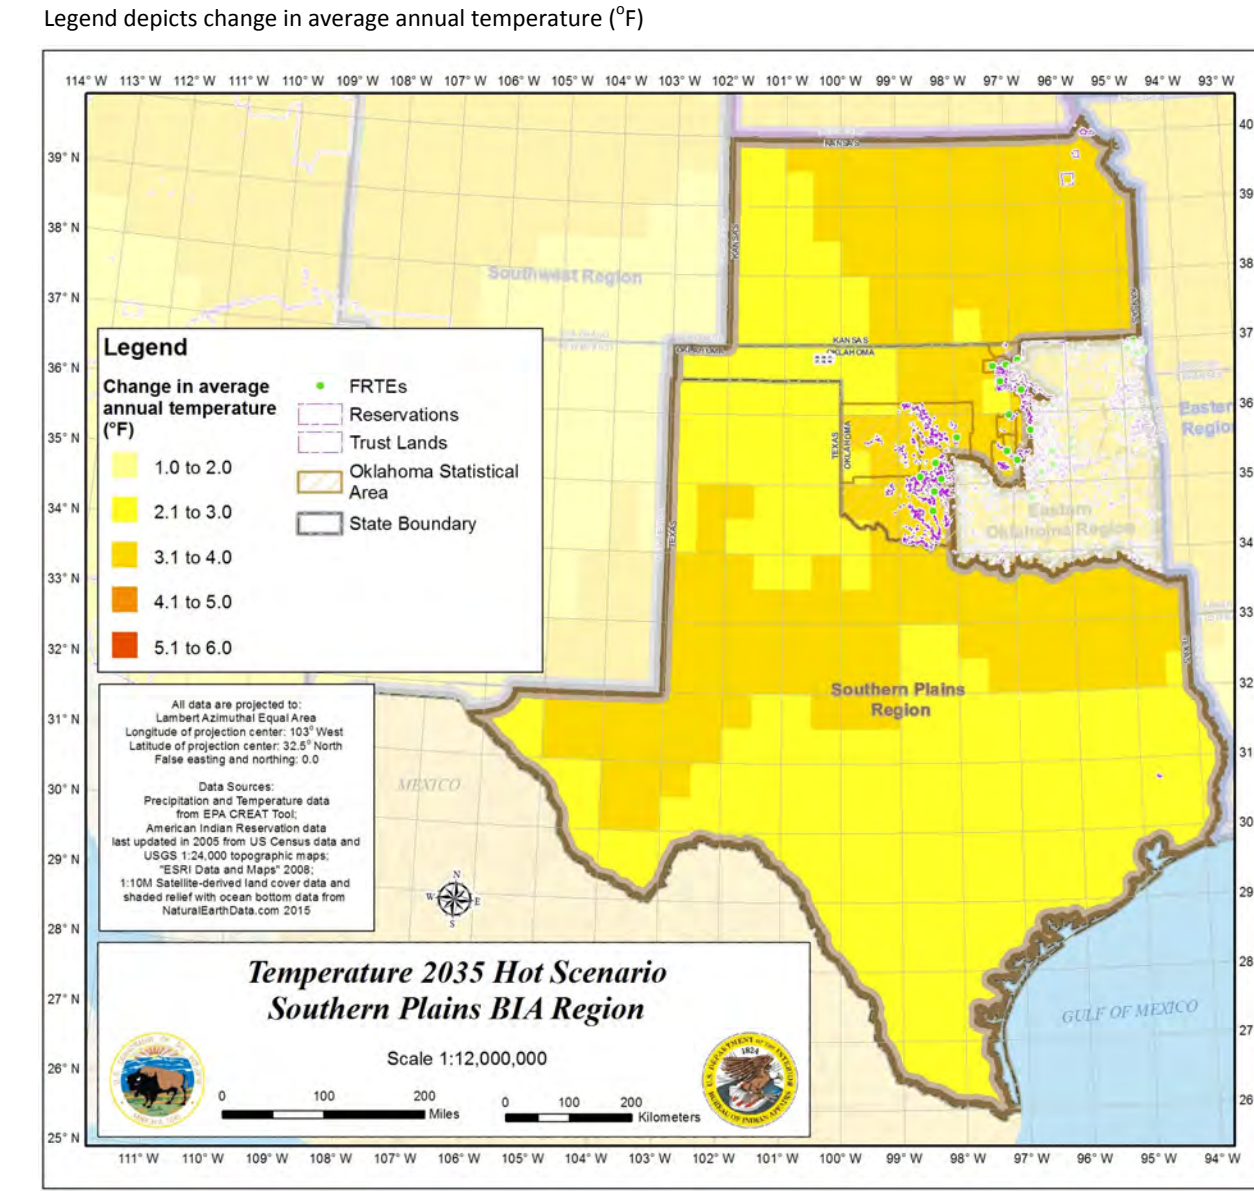 Legend depicts change in average annual temperature (°F)
114° W 113° W 112° W 111° W 110° W 109° W 108° W 107° W 106° W 105° W 104° W 103° W 102° W 101° W 100° W 99° W 98° W 97° W 96° W 95° W 94° W 93° W
40
KANSAS
39° N
39
38° N
KANSAS
38
Southwest Region
37° N
37
KANSAS
OKLAHOMA
36° N
36
Eastern
Region
35° N
TEXAS
OKLAHOMA
35
34° N
Eastern
Oklahoma Region
TEXAS
34
33° N
33
32° N
32
Southern Plains
Region
31° N
31
30° N
MEXICO
30
29° N
29
28° N
28
27° N
GULF OF MEXICO
27
26° N
26
25° N
Legend
Change in average
annual temperature
(°F)
1.0 to 2.0
2.1 to 3.0
3.1 to 4.0
4.1 to 5.0
5.1 to 6.0
FRTEs
Reservations
Trust Lands
Oklahoma Statistical
Area
State Boundary
All data are projected to:
Lambert Azimuthal Equal Area
Longitude of projection center: 103° West
Latitude of projection center: 32.5° North
False easting and northing: 0.0
Data Sources:
Precipitation and Temperature data
from EPA CREAT Tool;
American Indian Reservation data
last updated in 2005 from US Census data and
USGS 1:24,000 topographic maps;
"ESRI Data and Maps" 2008;
1:10M Satellite-derived land cover data and
shaded relief with ocean bottom data from
NaturalEarthData.com 2015
N
W E
S
Temperature 2035 Hot Scenario
Southern Plains BIA Region
Scale 1:12,000,000
0 100 200
Miles
0 100 200
Kilometers
U.S. DEPARTMENT OF THE INTERIOR
1824
BUREAU OF INDIAN AFFAIRS
111° W 110° W 109° W 108° W 107° W 106° W 105° W 104° W 103° W 102° W 101° W 100° W 99° W 98° W 97° W 96° W 95° W 94° W